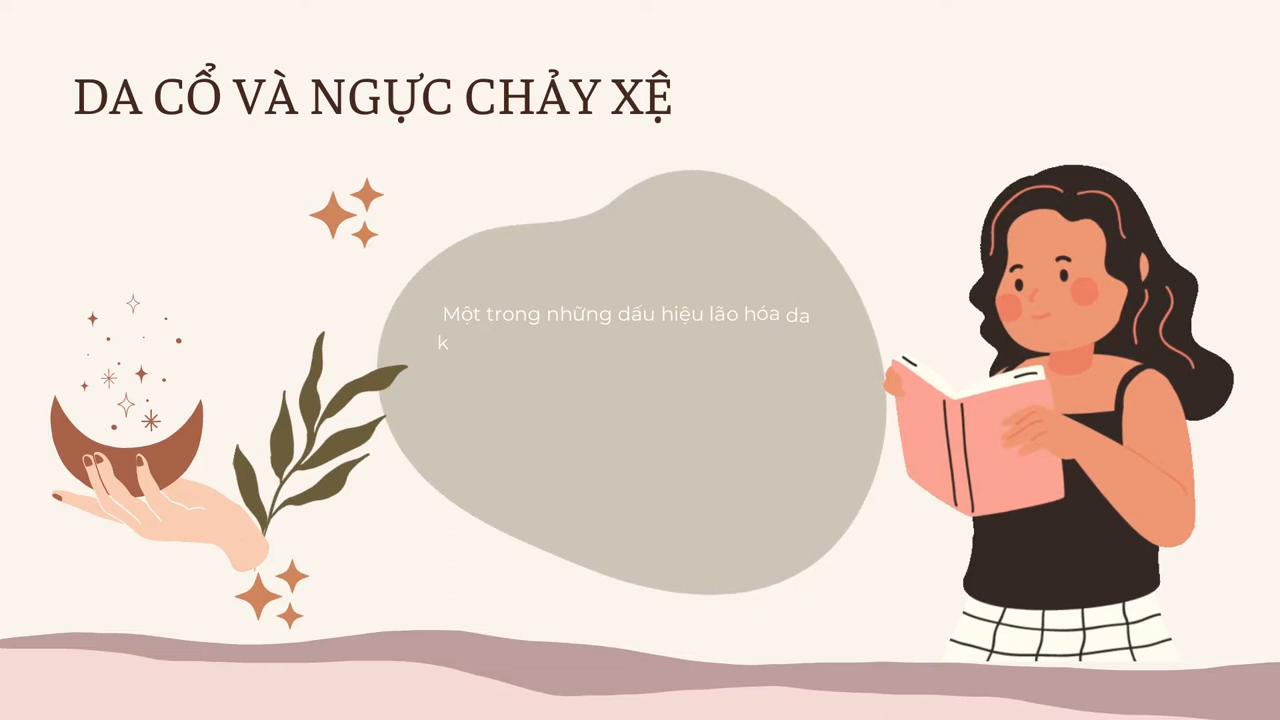 DA CỔ VÀ NGỰC CHẢY XỆ
Một trong những dấu hiệu lão hóa da
k